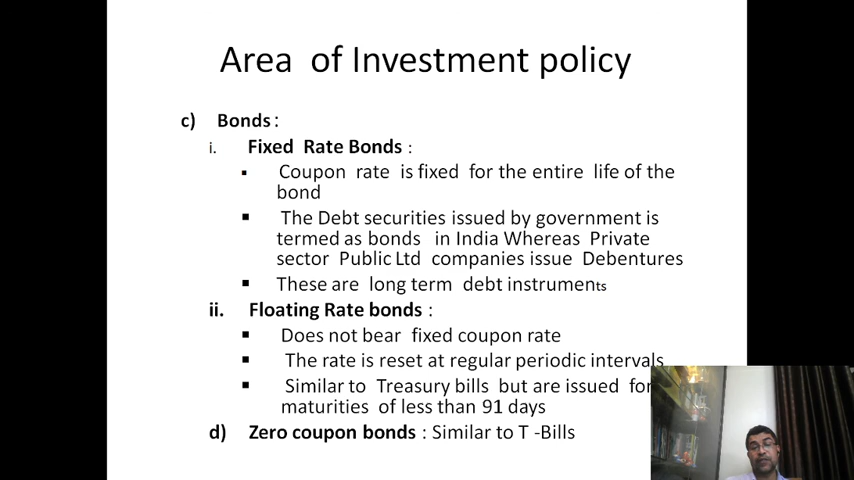 Area of Investment policy
c) Bonds :
i. Fixed Rate Bonds :
▪ Coupon rate is fixed for the entire life of the
bond
▪ The Debt securities issued by government is
termed as bonds in India Whereas Private
sector Public Ltd companies issue Debentures
▪ These are long term debt instruments
ii. Floating Rate bonds :
▪ Does not bear fixed coupon rate
▪ The rate is reset at regular periodic intervals
▪ Similar to Treasury bills but are issued for
maturities of less than 91 days
d) Zero coupon bonds : Similar to T -Bills